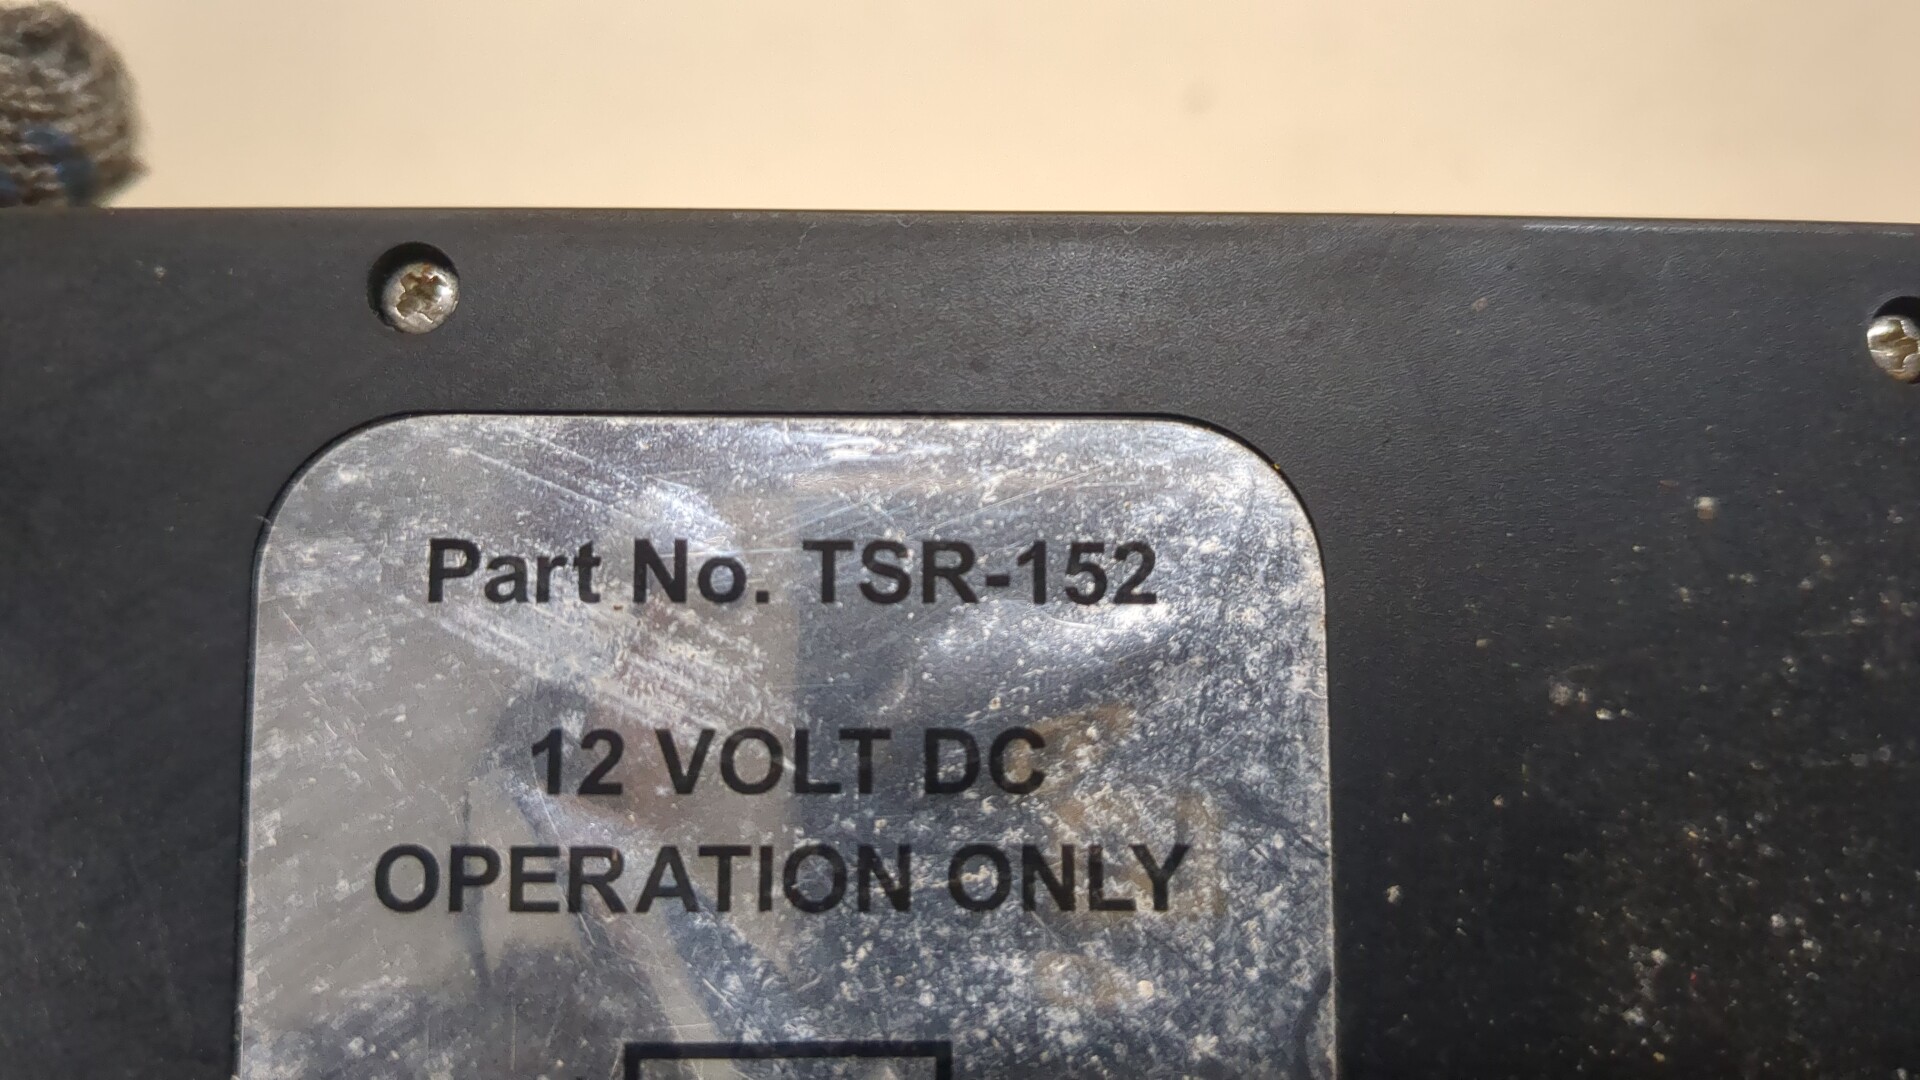 Part No. TSR-152
12 VOLT DC
OPERATION ONLY